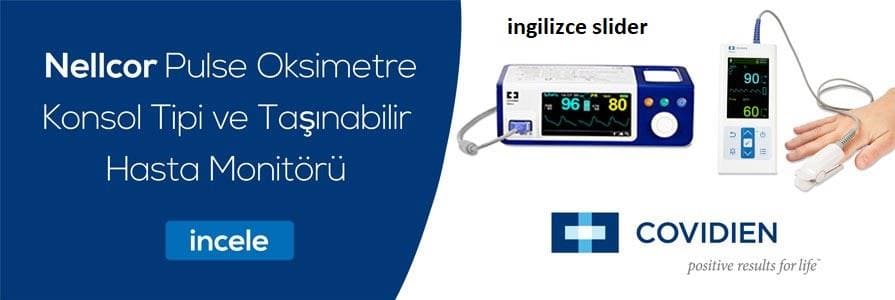 Nellcor Pulse Oksimetre
Konsol Tipi ve Taşınabilir
Hasta Monitörü
incele
ingilizce slider
96
80
90
60
COVIDIEN
positive results for life™